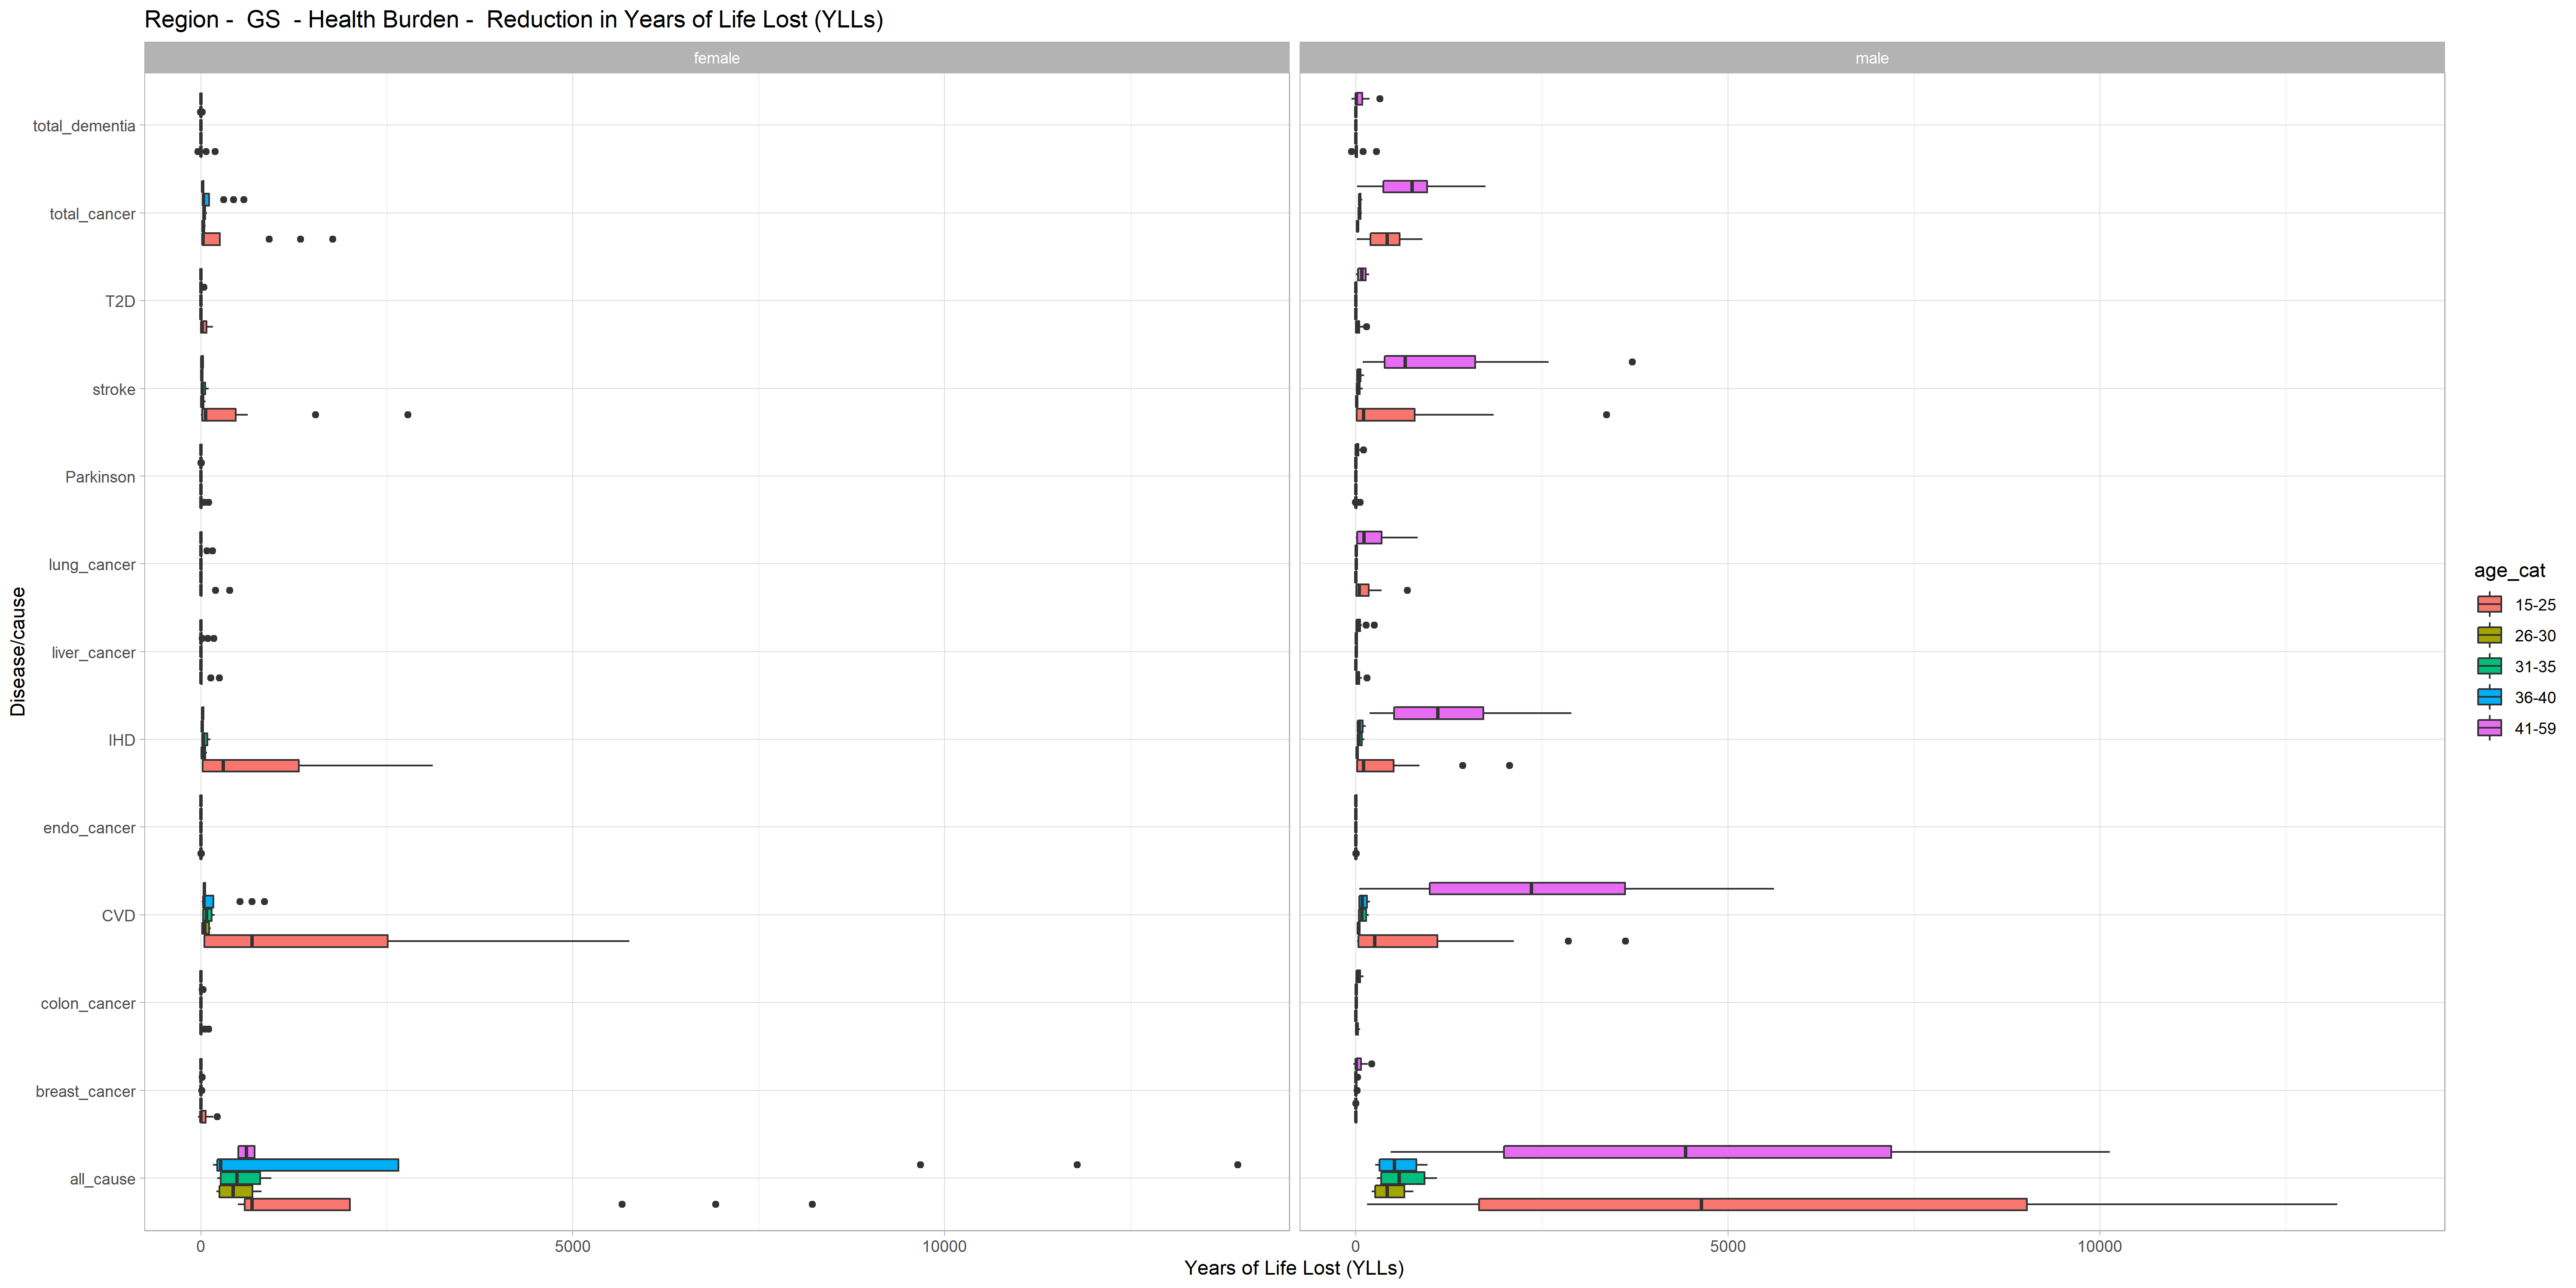 Region -  GS  - Health Burden -  Reduction in Years of Life Lost (YLLs)
female
male
total_dementia
total_cancer
T2D
stroke
Parkinson
lung_cancer
liver_cancer
IHD
endo_cancer
CVD
colon_cancer
breast_cancer
all_cause
Disease/cause
0
5000
10000
0
5000
10000
Years of Life Lost (YLLs)
age_cat
15-25
26-30
31-35
36-40
41-59